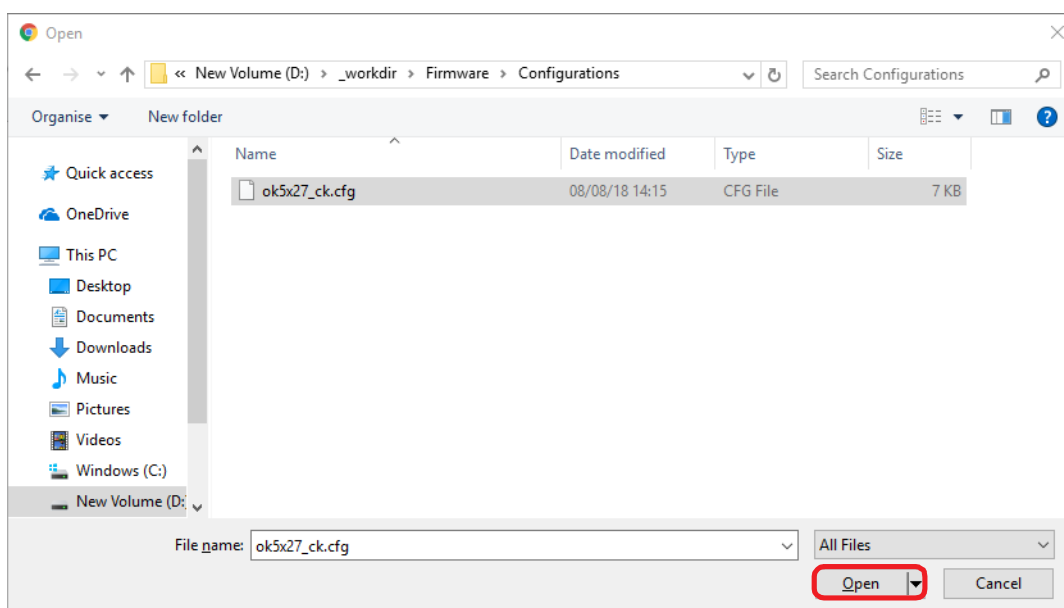 Open
« New Volume (D:) › _workdir › Firmware › Configurations
Search Configurations
Organise
New folder
?
Name Date modified Type Size
ok5x27_ck.cfg 08/08/18 14:15 CFG File 7 KB
Quick access
OneDrive
This PC
Desktop
Documents
Downloads
Music
Pictures
Videos
Windows (C:)
New Volume (D:
File name: ok5x27_ck.cfg
All Files
Open Cancel